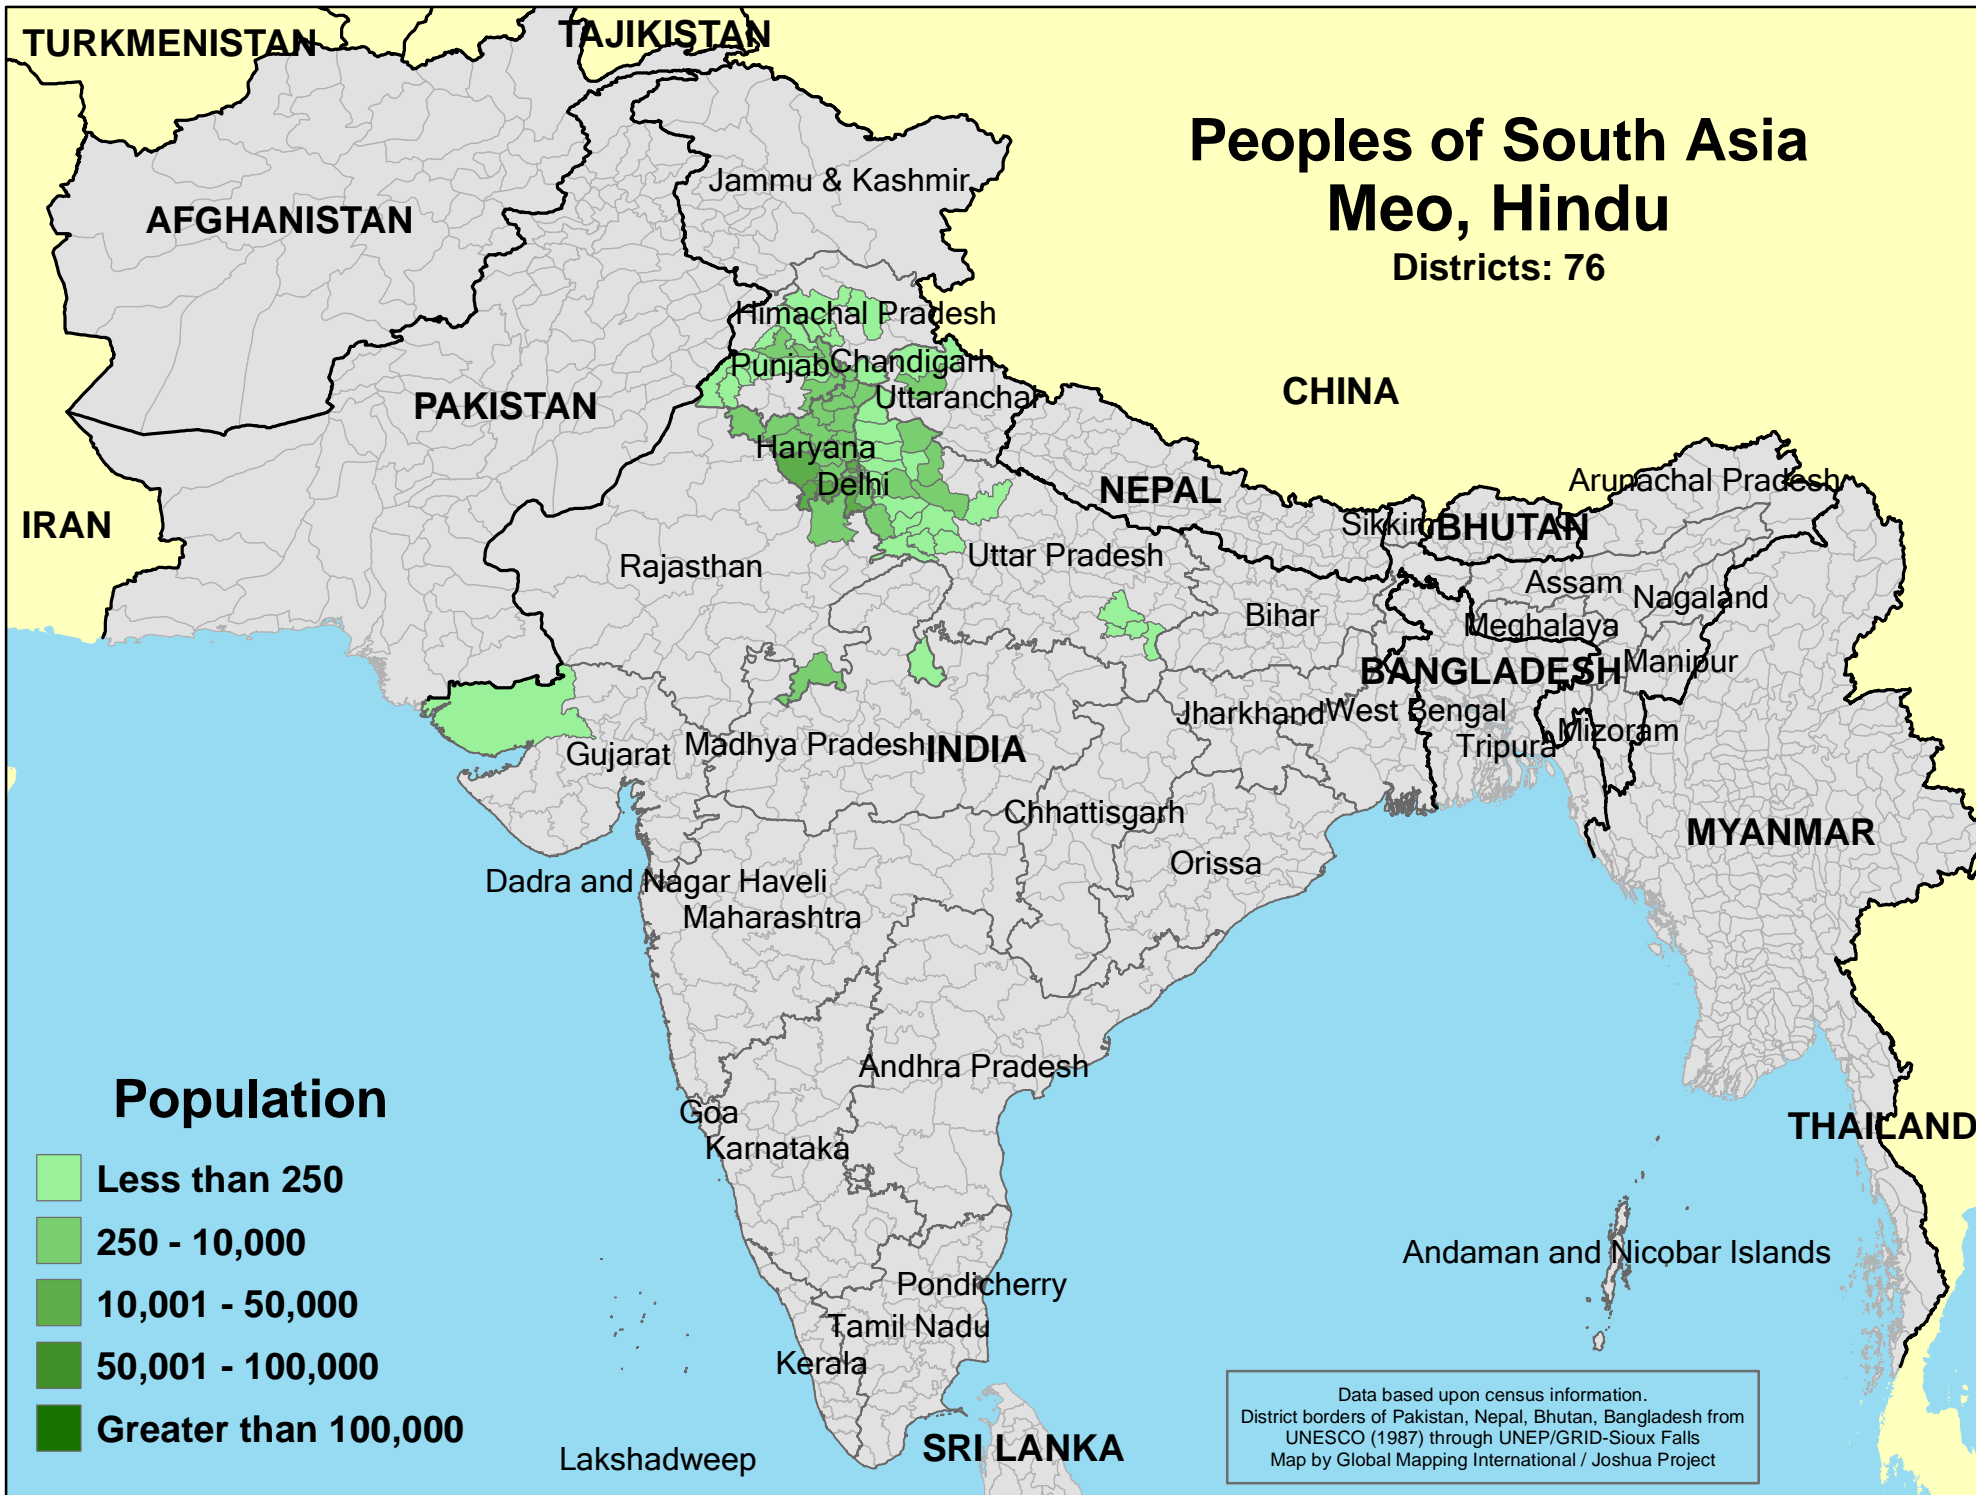 TURKMENISTAN
TAJIKISTAN
Peoples of South Asia
Meo, Hindu
Districts: 76
Jammu & Kashmir
AFGHANISTAN
Himachal Pradesh
Punjab
Chandigarh
CHINA
PAKISTAN
Uttaranchal
Haryana
Delhi
NEPAL
Arunachal Pradesh
IRAN
Sikkim
BHUTAN
Rajasthan
Uttar Pradesh
Assam
Nagaland
Bihar
Meghalaya
BANGLADESH
Manipur
Jharkhand
West Bengal
Gujarat
Madhya Pradesh
INDIA
Tripura
Mizoram
Chhattisgarh
MYANMAR
Orissa
Dadra and Nagar Haveli
Maharashtra
Andhra Pradesh
Goa
Karnataka
THAILAND
Andaman and Nicobar Islands
Pondicherry
Tamil Nadu
Kerala
Lakshadweep
SRI LANKA
Population
Less than 250
250 - 10,000
10,001 - 50,000
50,001 - 100,000
Greater than 100,000
Data based upon census information.
District borders of Pakistan, Nepal, Bhutan, Bangladesh from
UNESCO (1987) through UNEP/GRID-Sioux Falls
Map by Global Mapping International / Joshua Project